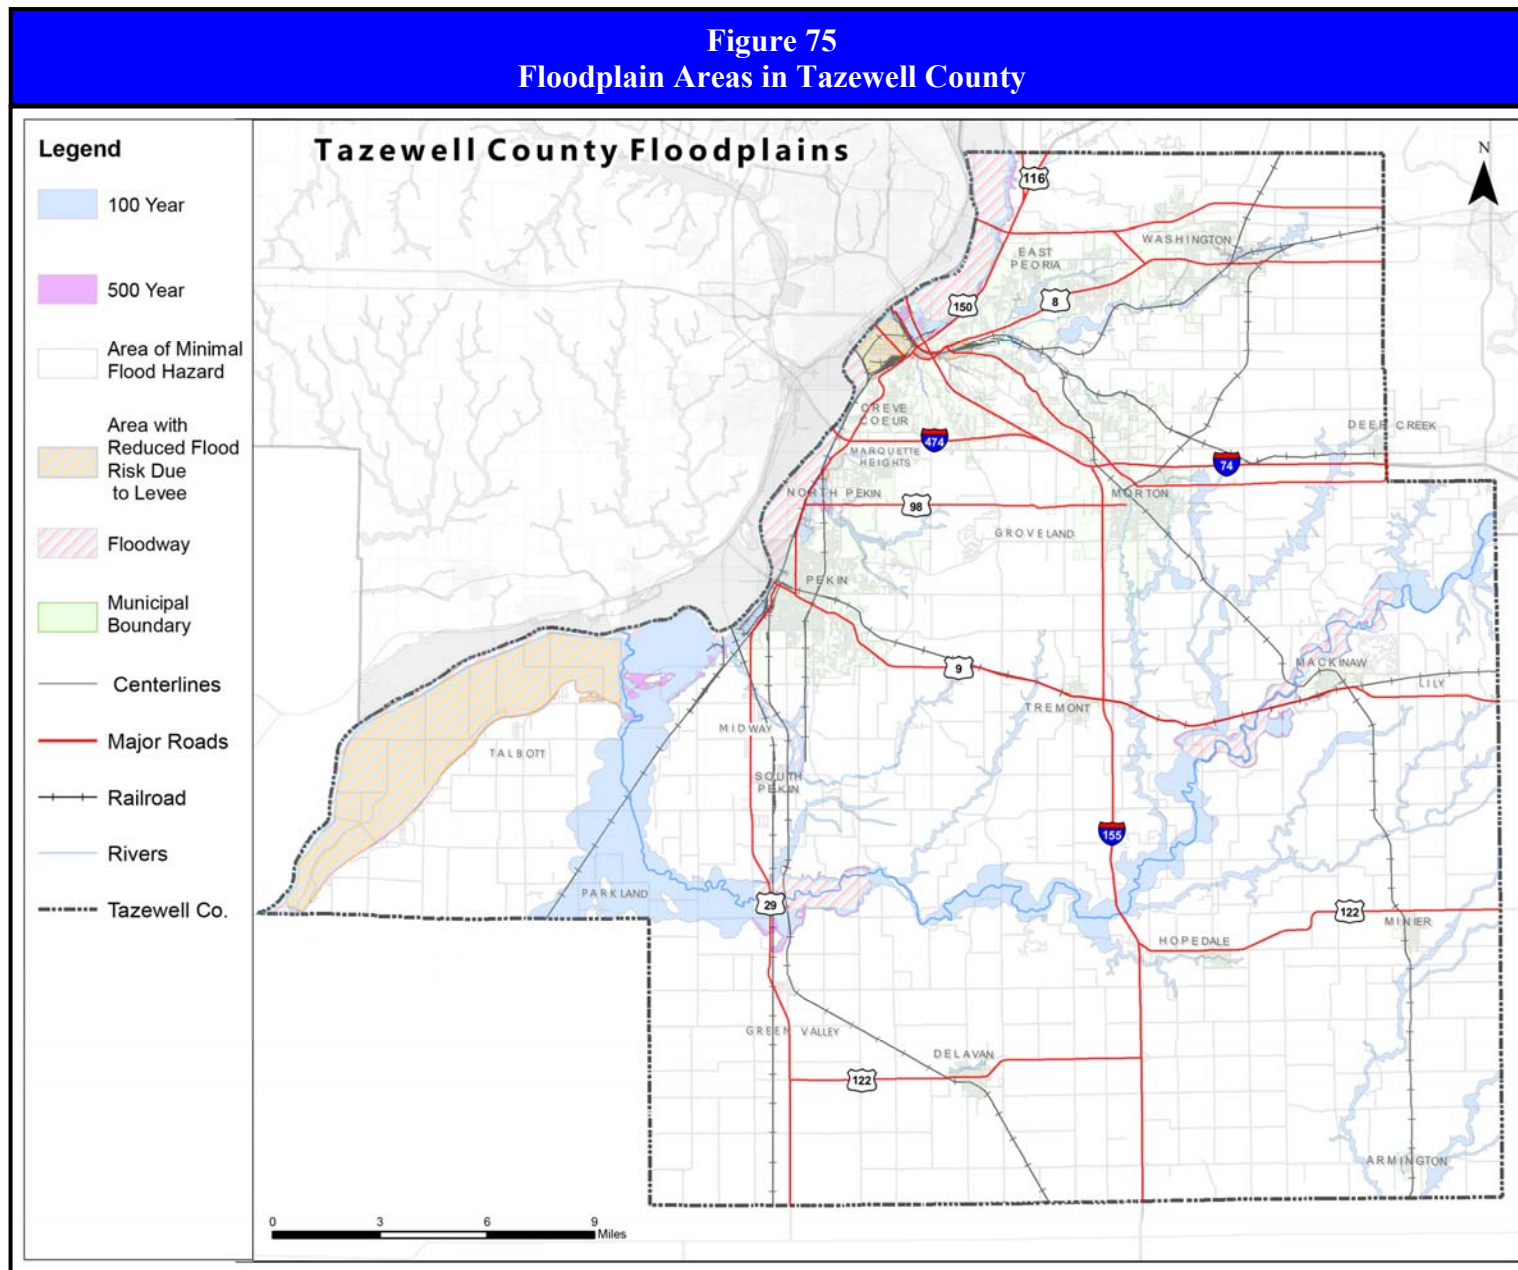 Figure 75
Floodplain Areas in Tazewell County
Legend
100 Year
500 Year
Area of Minimal
Flood Hazard
Area with
Reduced Flood
Risk Due
to Levee
Floodway
Municipal
Boundary
Centerlines
Major Roads
Railroad
Rivers
Tazewell Co.
Tazewell County Floodplains
N
116
WASHINGTON
EAST
PEORIA
150
8
CREVE
COEUR
DEER CREEK
474
MARQUETTE
HEIGHTS
74
NORTH PEKIN
MORTON
98
GROVELAND
PEKIN
9
MACKINAW
LILY
TREMONT
MIDWAY
TALBOTT
SOUTH
PEKIN
155
PARKLAND
29
122
MINIER
HOPEDALE
GREEN VALLEY
DELAVAN
122
ARMINGTON
0 3 6 9
Miles